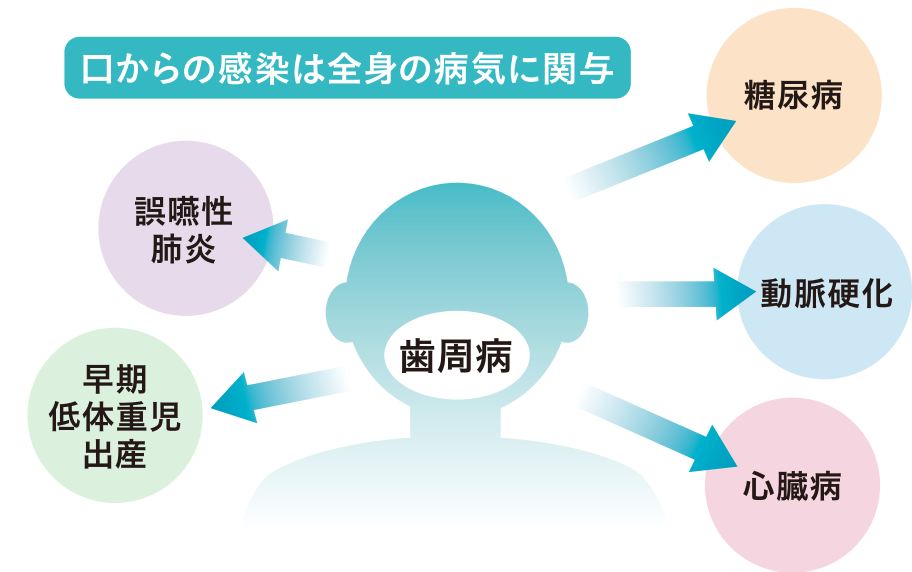 口からの感染は全身の病気に関与
糖尿病
誤嚥性
肺炎
動脈硬化
歯周病
早期
低体重児
出産
心臓病